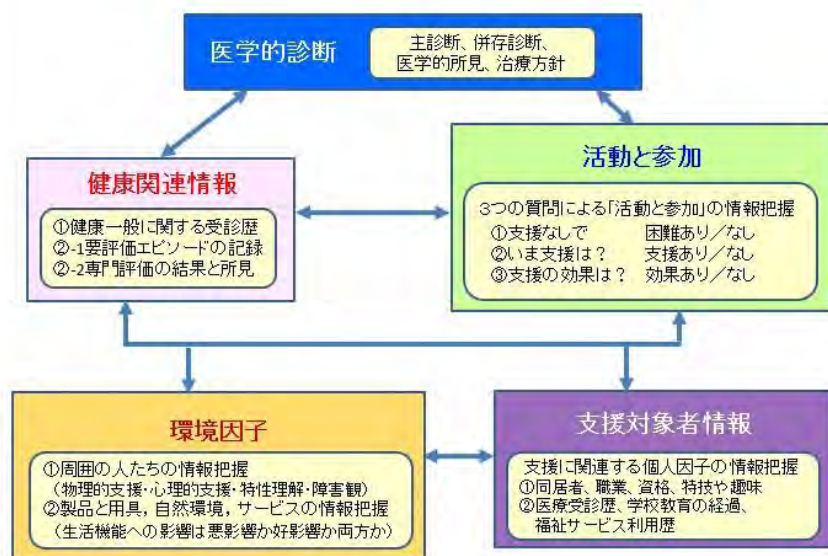 医学的診断
主診断、併存診断、
医学的所見、治療方針
健康関連情報
①健康一般に関する受診歴
②-1要評価エピソードの記録
②-2専門評価の結果と所見
活動と参加
3つの質問による「活動と参加」の情報把握
①支援なしで 困難あり／なし
②いま支援は？ 支援あり／なし
③支援の効果は？ 効果あり／なし
環境因子
①周囲の人たちの情報把握
(物理的支援・心理的支援・特性理解・障害観)
②製品と用具, 自然環境, サービスの情報把握
(生活機能への影響は悪影響か好影響か両方か)
支援対象者情報
支援に関連する個人因子の情報把握
①同居者、職業、資格、特技や趣味
②医療受診歴、学校教育の経過、
福祉サービス利用歴